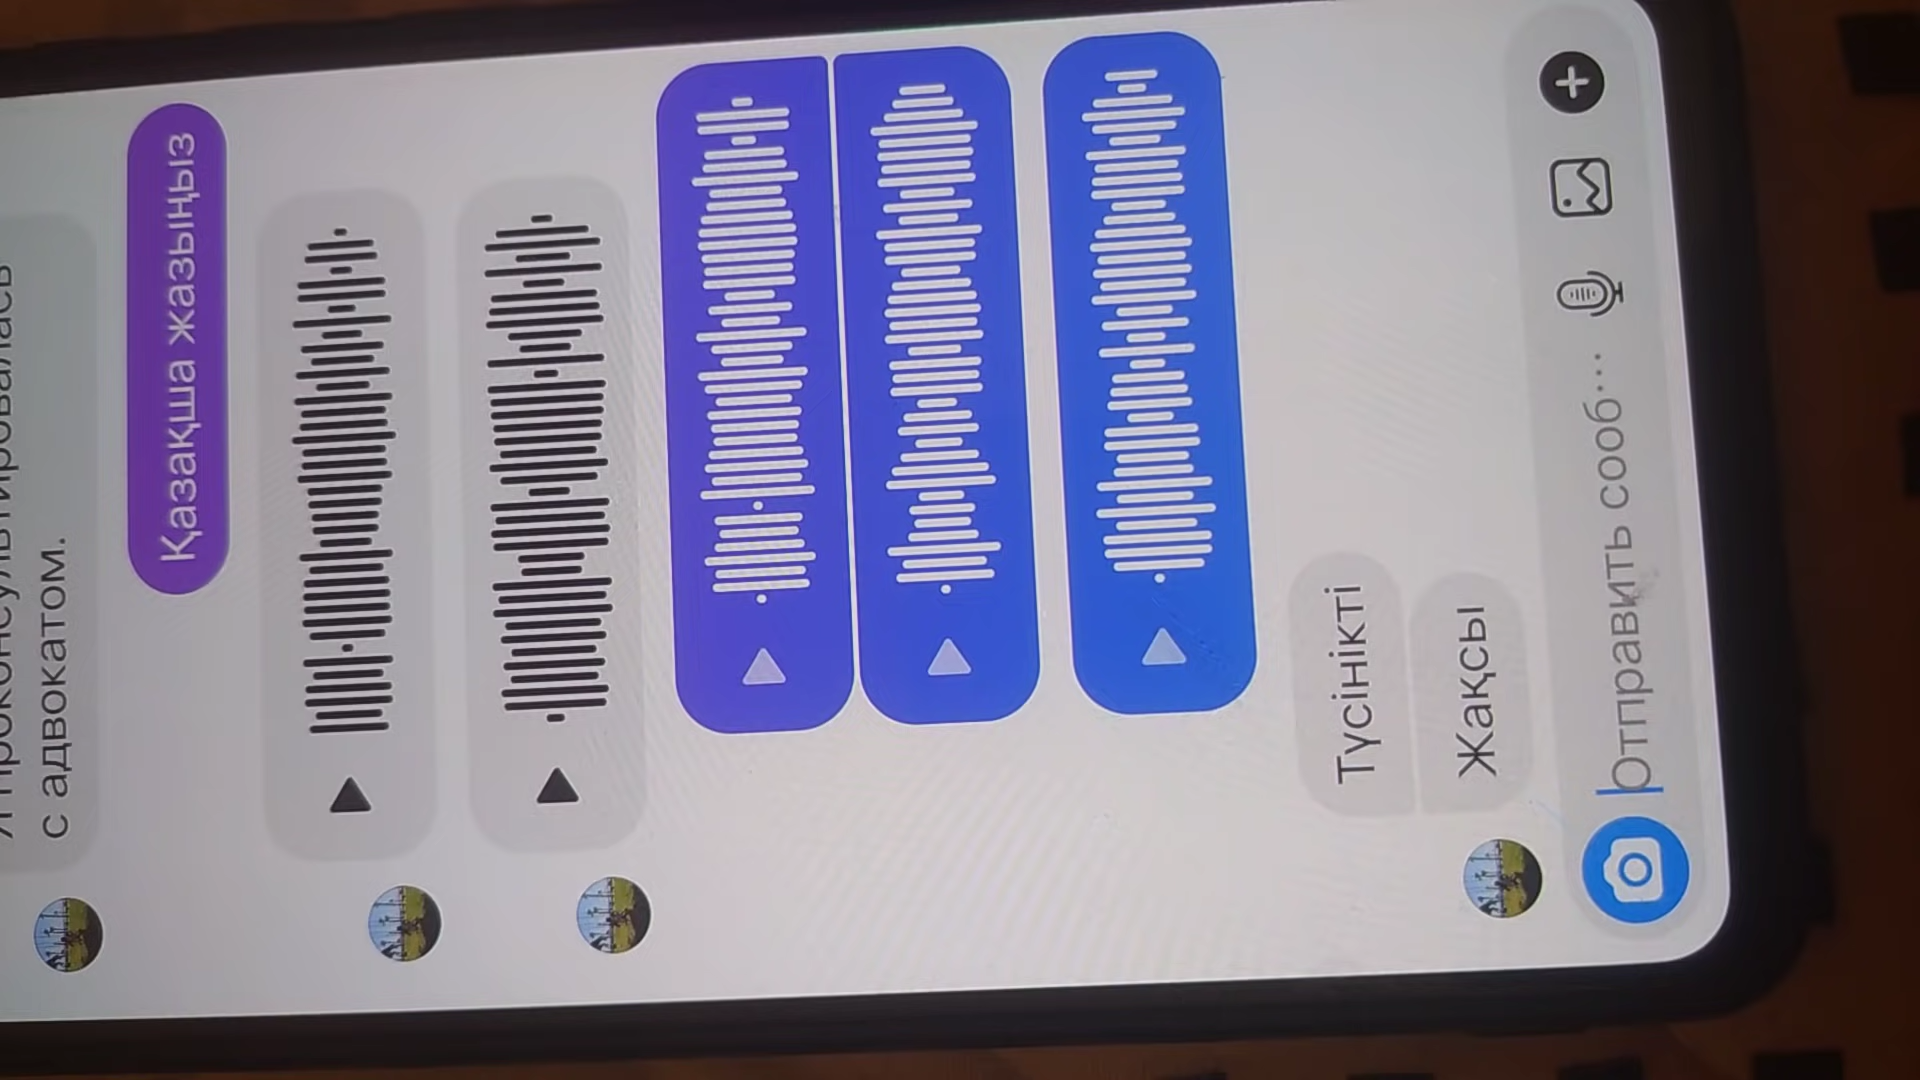 с адвокатом.
Қазақша жазыңыз
Түсінікті
Жақсы
Отправить сооб...